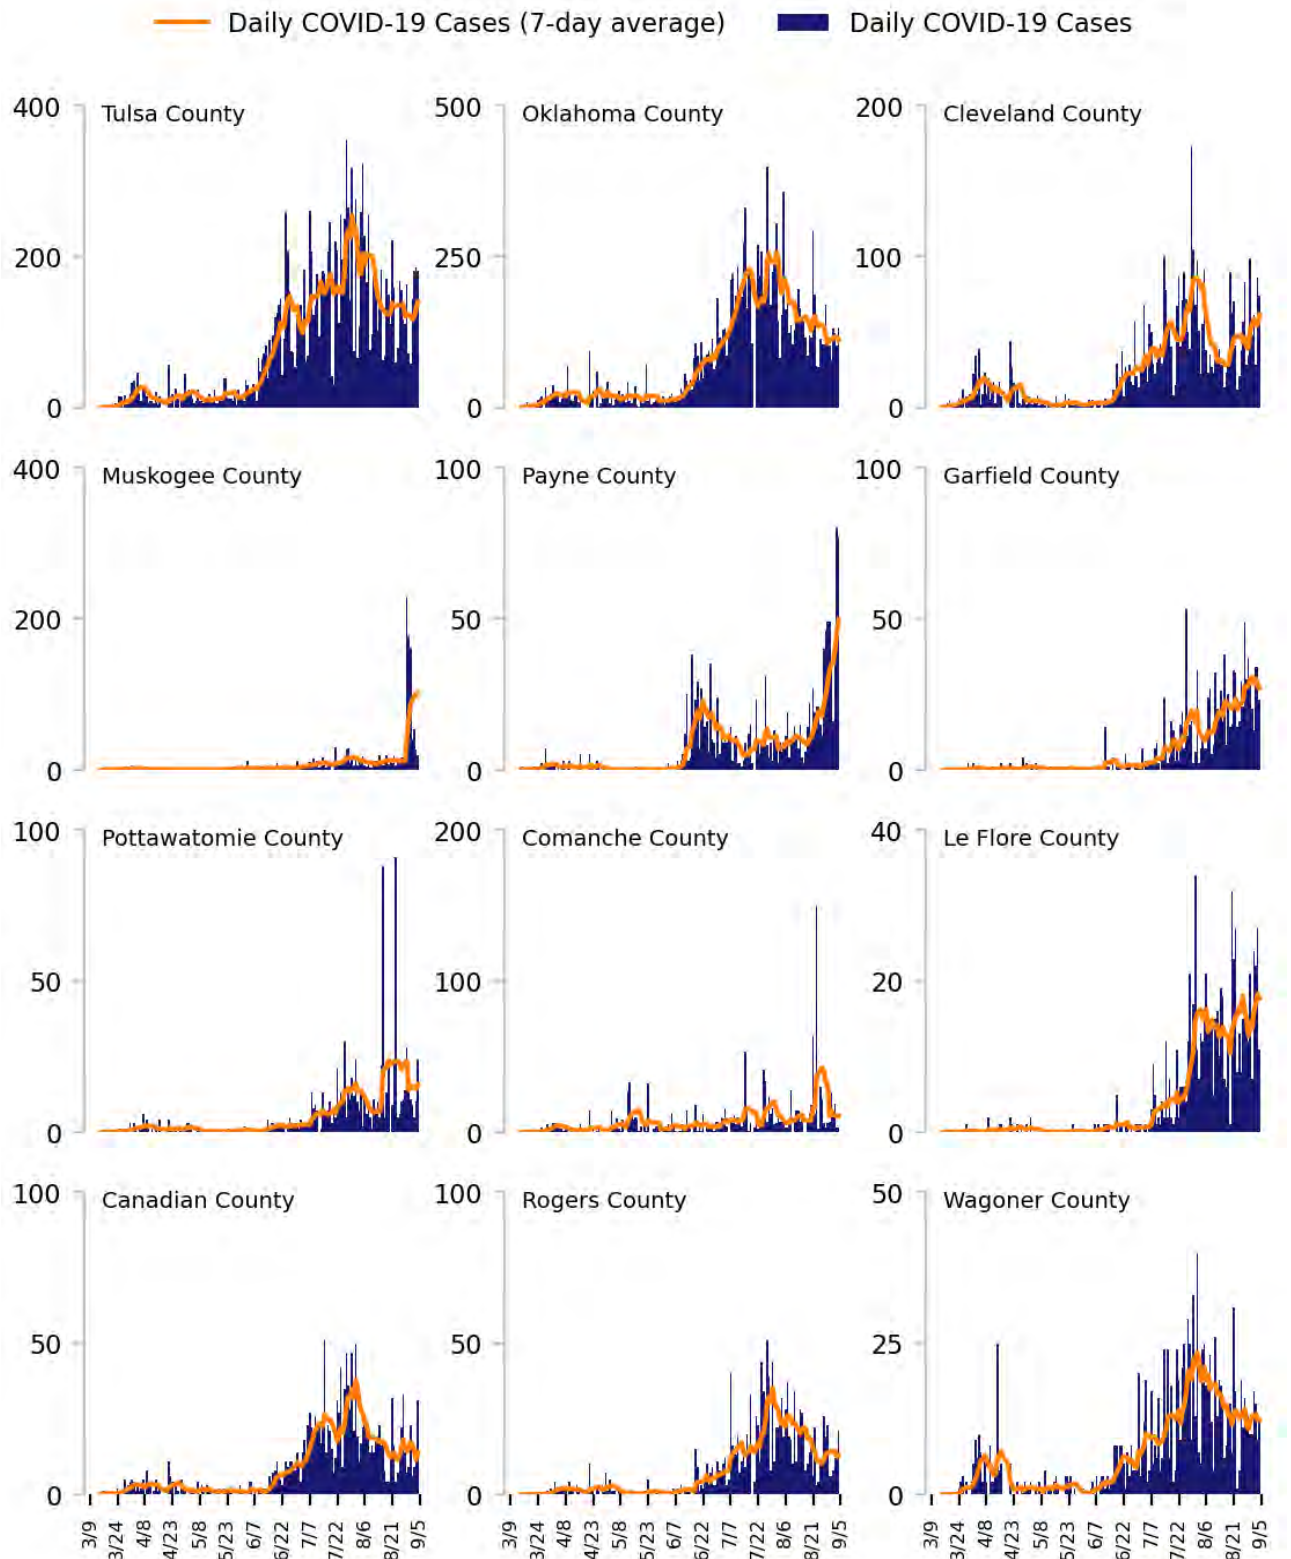 Daily COVID-19 Cases (7-day average) Daily COVID-19 Cases
400 Tulsa County 500 Oklahoma County 200 Cleveland County
200 250 100
0 0 0
400 Muskogee County 100 Payne County 100 Garfield County
200 50 50
0 0 0
100 Pottawatomie County 200 Comanche County 40 Le Flore County
50 100 20
0 0 0
100 Canadian County 100 Rogers County 50 Wagoner County
50 50 25
0 0 0
3/9 3/24 4/8 4/23 5/8 5/23 6/7 6/22 7/7 7/22 8/6 8/21 9/5 3/9 3/24 4/8 4/23 5/8 5/23 6/7 6/22 7/7 7/22 8/6 8/21 9/5 3/9 3/24 4/8 4/23 5/8 5/23 6/7 6/22 7/7 7/22 8/6 8/21 9/5